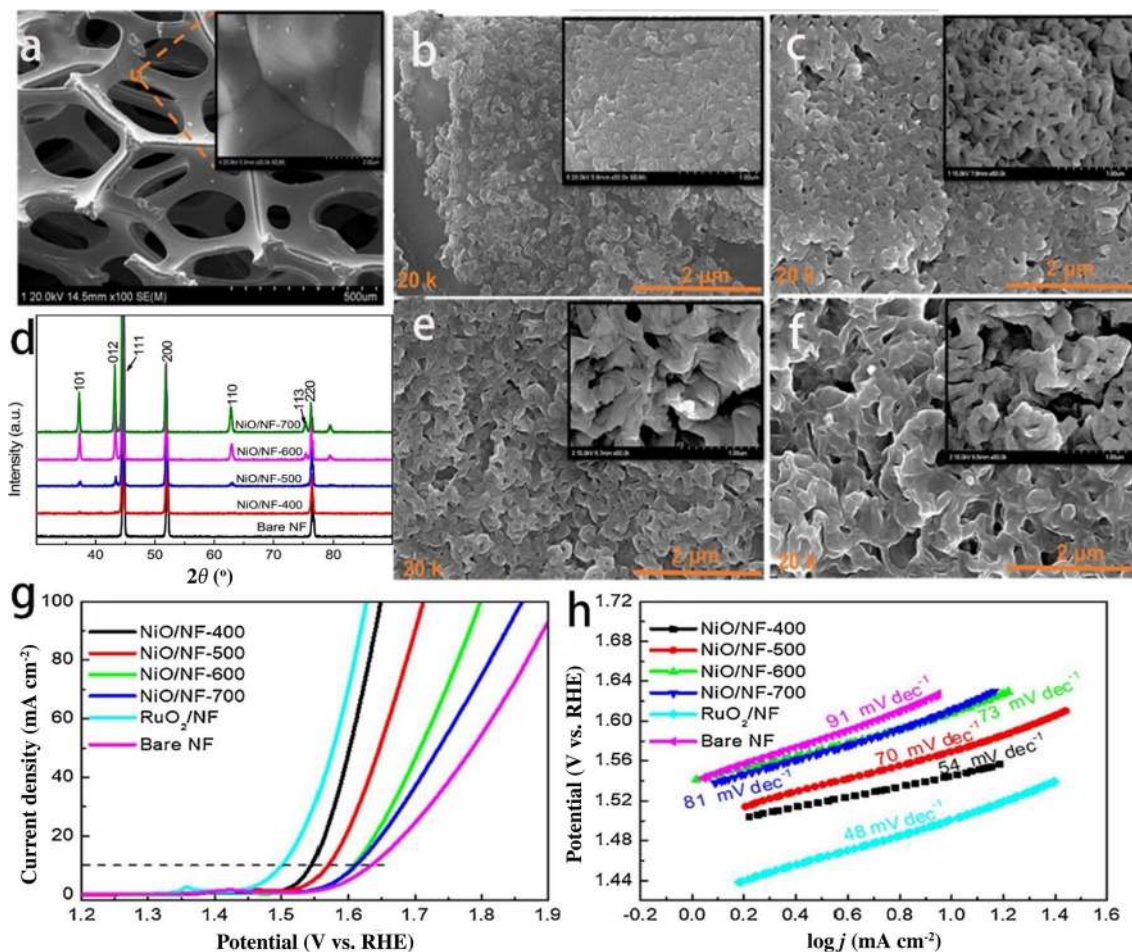 a
1 20.0kV 14.5mm x100 SE(M)
500um
b
20 k
2 µm
1.00um
c
20 k
2 µm
1.00um
d
Intensity (a.u.)
101
012
111
200
110
113
220
NiO/NF-700
NiO/NF-600
NiO/NF-500
NiO/NF-400
Bare NF
40 50 60 70 80
2θ (°)
e
20 k
2 µm
1.00um
f
20 k
2 µm
1.00um
g
Current density (mA cm⁻²)
100
80
60
40
20
10
0
NiO/NF-400
NiO/NF-500
NiO/NF-600
NiO/NF-700
RuO₂/NF
Bare NF
1.2 1.3 1.4 1.5 1.6 1.7 1.8 1.9
Potential (V vs. RHE)
h
Potential (V vs. RHE)
1.72
1.68
1.64
1.60
1.56
1.52
1.48
1.44
NiO/NF-400
NiO/NF-500
NiO/NF-600
NiO/NF-700
RuO₂/NF
Bare NF
91 mV dec⁻¹
73 mV dec⁻¹
70 mV dec⁻¹
54 mV dec⁻¹
81 mV dec⁻¹
48 mV dec⁻¹
-0.2 0.0 0.2 0.4 0.6 0.8 1.0 1.2 1.4 1.6
log j (mA cm⁻²)